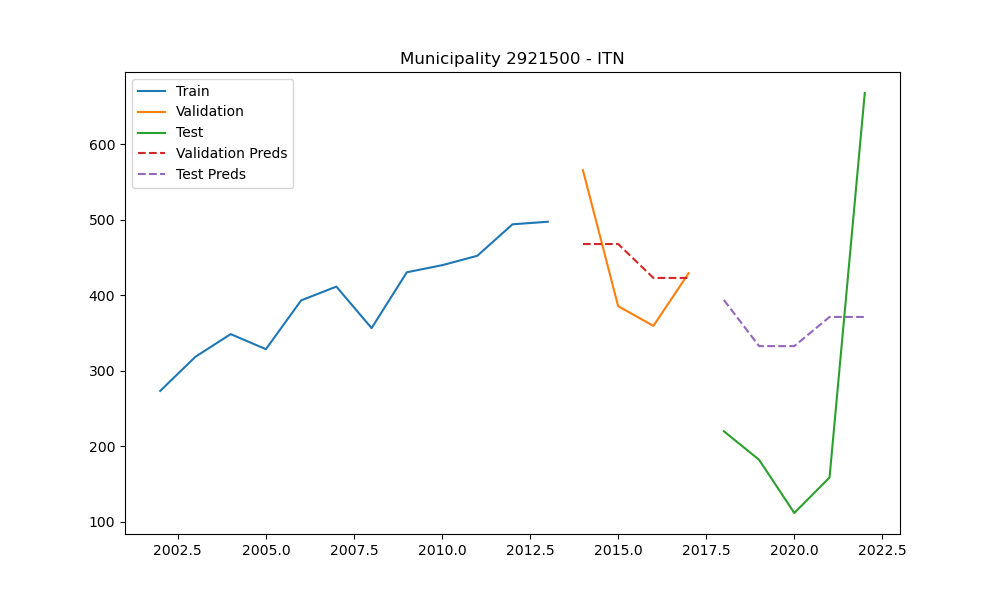 Municipality 2921500 - ITN
Train
Validation
Test
Validation Preds
Test Preds
600
500
400
300
200
100
2002.5 2005.0 2007.5 2010.0 2012.5 2015.0 2017.5 2020.0 2022.5